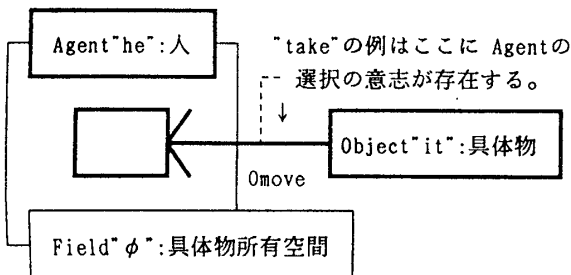 Agent"he":人
"take"の例はここに Agentの
選択の意志が存在する。
↓
Object"it":具体物
Omove
Field"φ":具体物所有空間